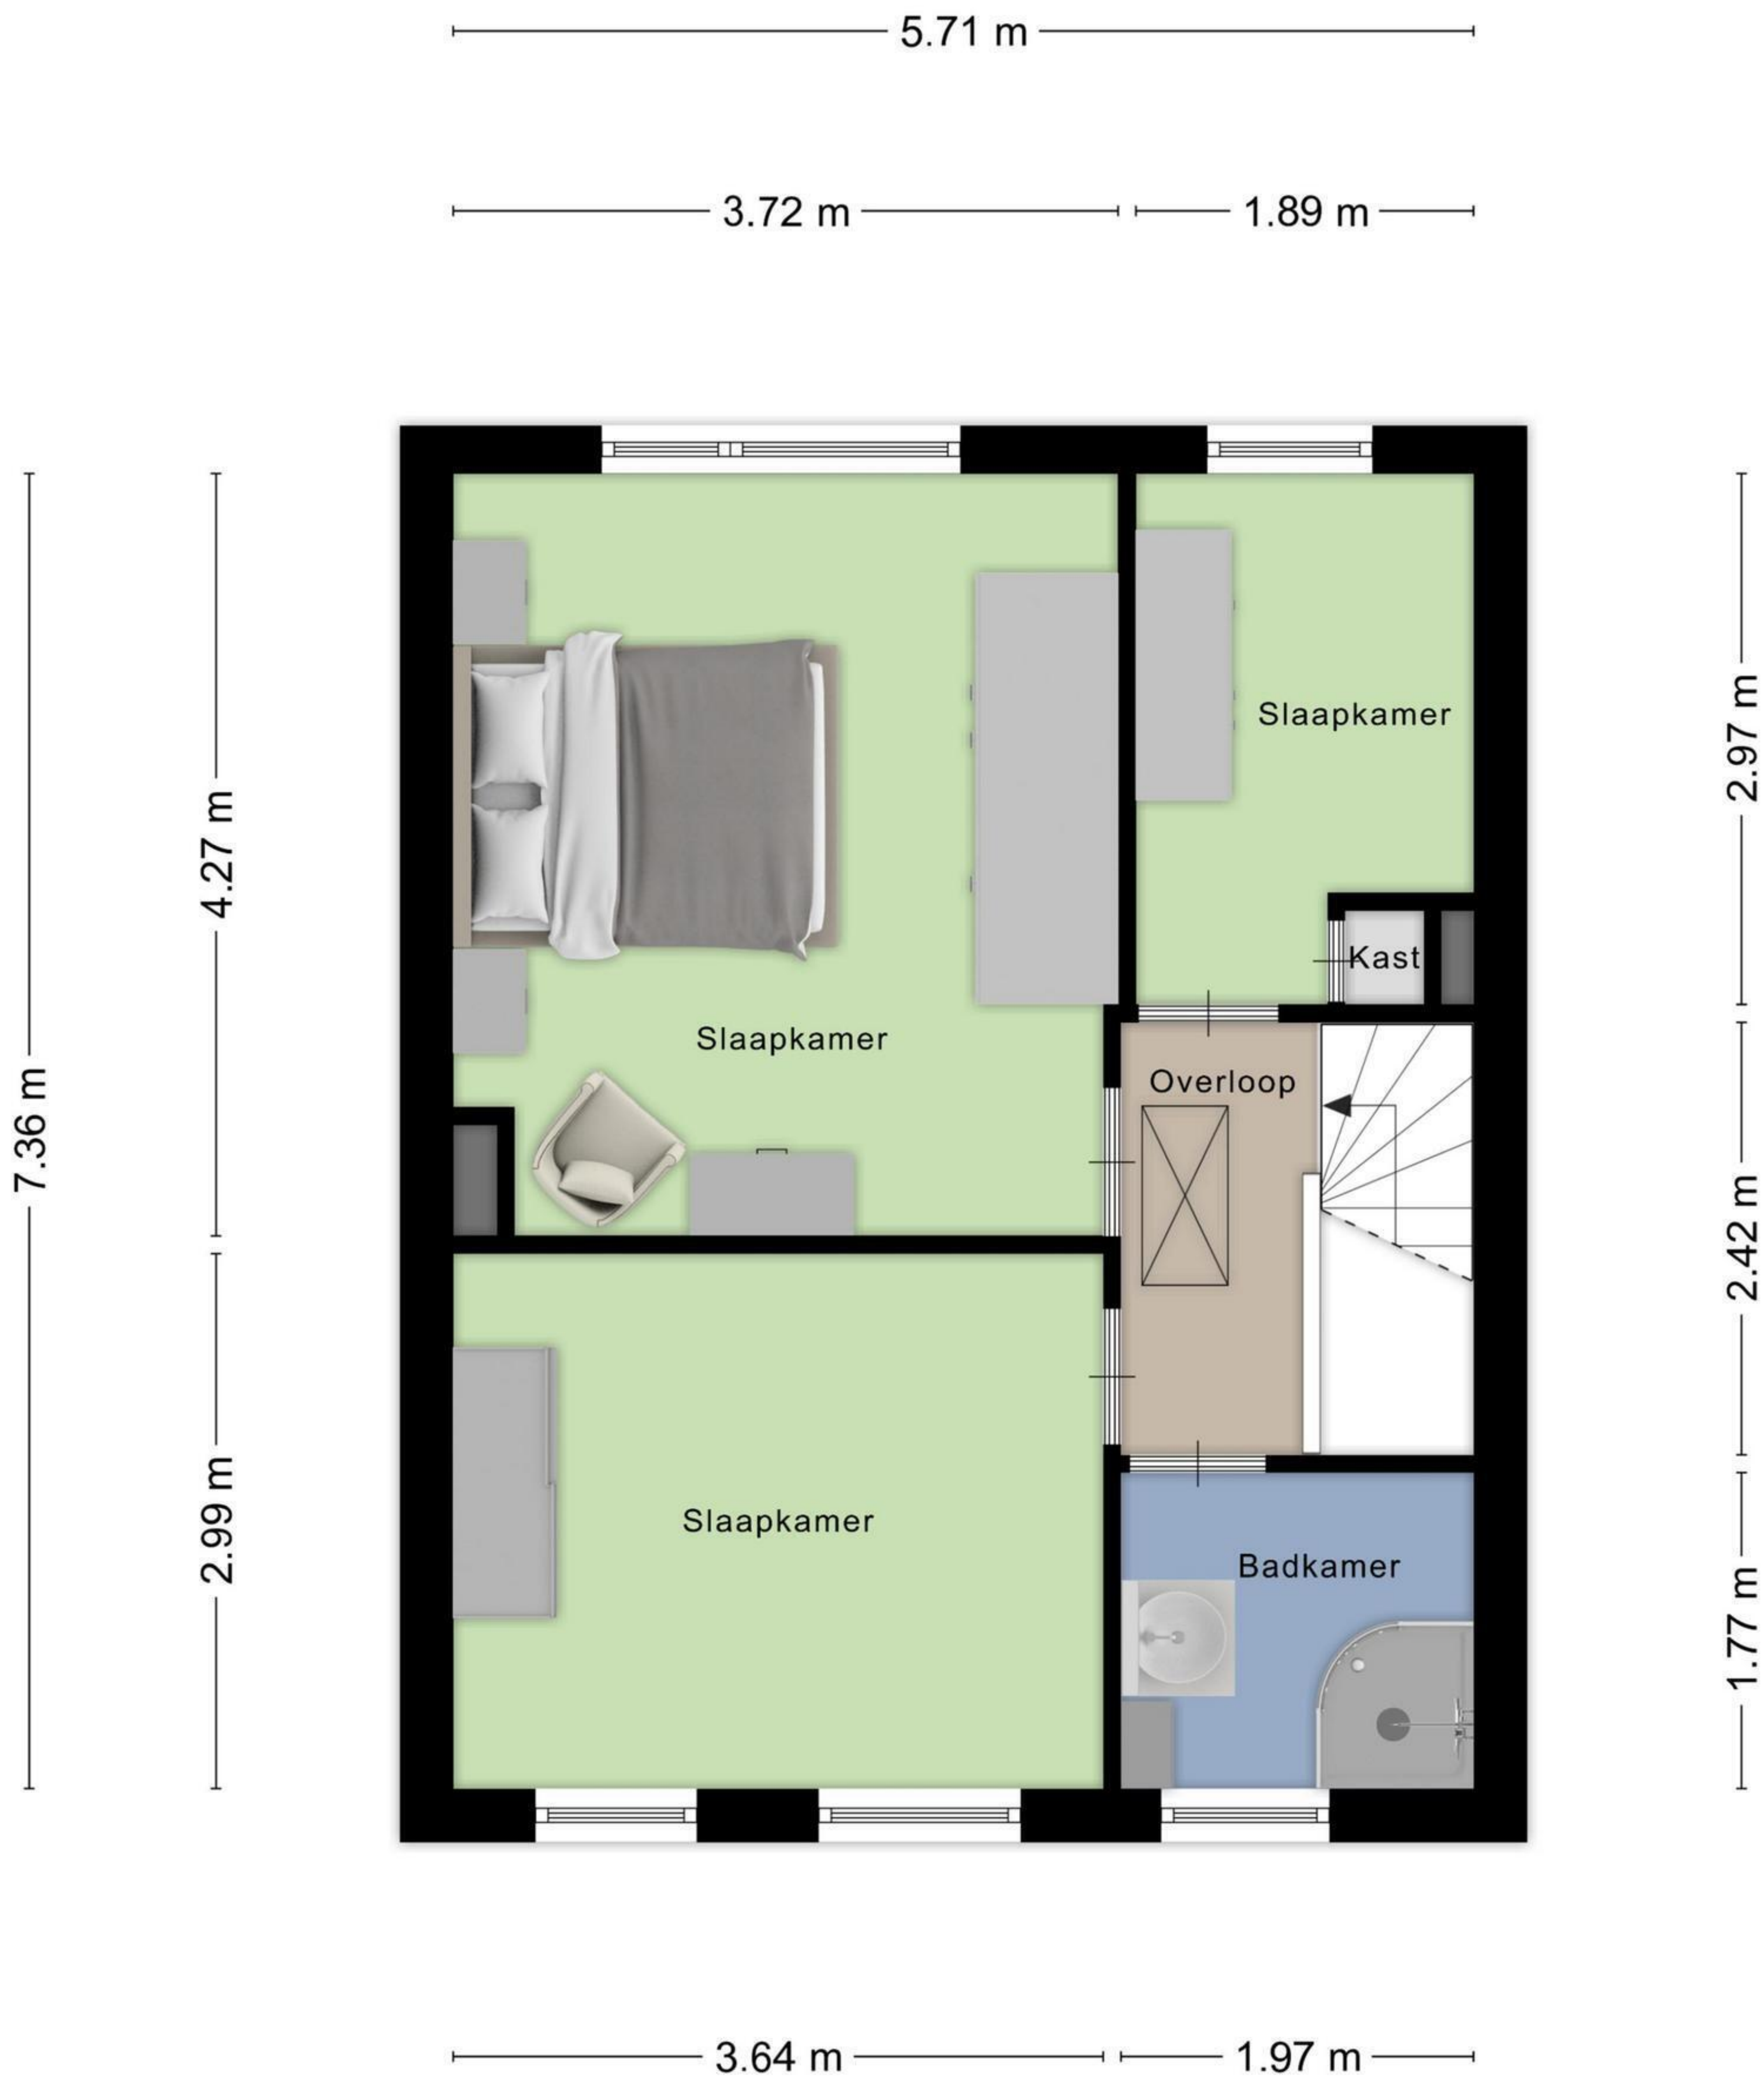 5.71 m
3.72 m
1.89 m
Slaapkamer
2.97 m
4.27 m
Kast
Slaapkamer
Overloop
7.36 m
2.42 m
Slaapkamer
2.99 m
Badkamer
1.77 m
3.64 m
1.97 m